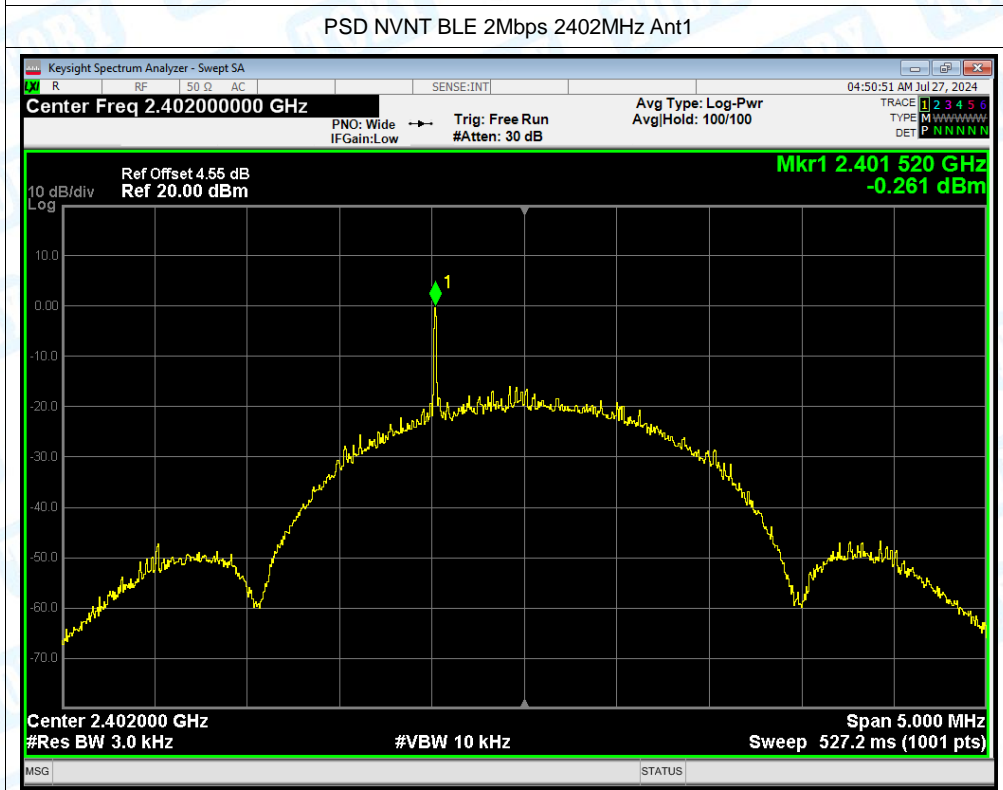 PSD NVNT BLE 2Mbps 2402MHz Ant1
Keysight Spectrum Analyzer - Swept SA
LXI R RF 50 Ω AC SENSE:INT 04:50:51 AM Jul 27, 2024
Center Freq 2.402000000 GHz Avg Type: Log-Pwr TRACE 1 2 3 4 5 6
PNO: Wide Trig: Free Run Avg|Hold: 100/100 TYPE M W W W W W
IFGain:Low #Atten: 30 dB DET P N N N N N
Mkr1 2.401 520 GHz
Ref Offset 4.55 dB
10 dB/div Ref 20.00 dBm -0.261 dBm
Log
10.0
1
0.00
-10.0
-20.0
-30.0
-40.0
-50.0
-60.0
-70.0
Center 2.402000 GHz Span 5.000 MHz
#Res BW 3.0 kHz #VBW 10 kHz Sweep 527.2 ms (1001 pts)
MSG STATUS